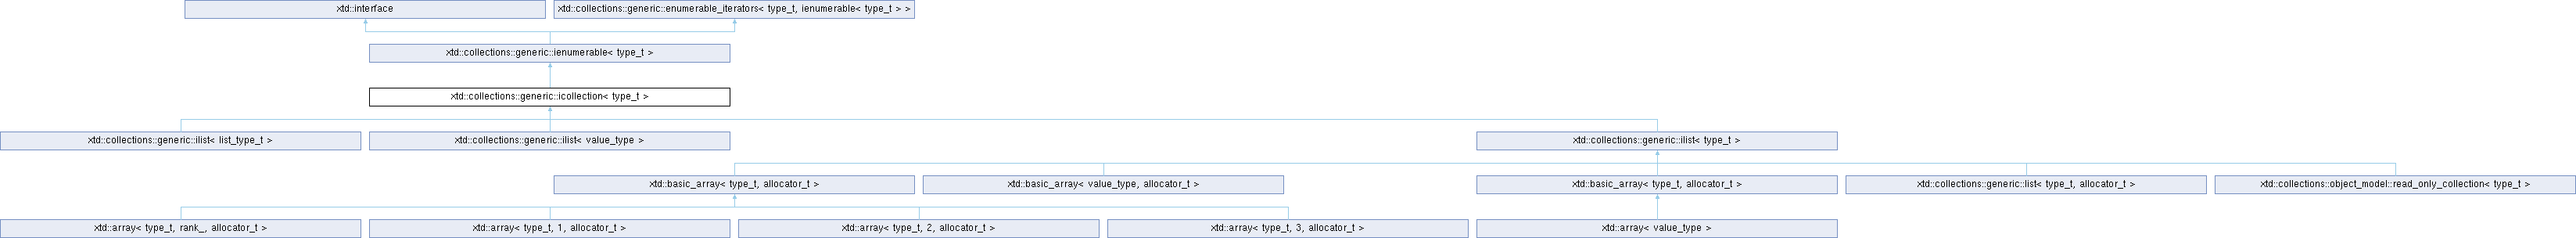 xtd::interface
xtd::collections::generic::enumerable_iterators< type_t, ienumerable< type_t > >
xtd::collections::generic::ienumerable< type_t >
xtd::collections::generic::icollection< type_t >
xtd::collections::generic::ilist< list_type_t >
xtd::collections::generic::ilist< value_type >
xtd::collections::generic::ilist< type_t >
xtd::basic_array< type_t, allocator_t >
xtd::basic_array< value_type, allocator_t >
xtd::basic_array< type_t, allocator_t >
xtd::collections::generic::list< type_t, allocator_t >
xtd::collections::object_model::read_only_collection< type_t >
xtd::array< type_t, rank_, allocator_t >
xtd::array< type_t, 1, allocator_t >
xtd::array< type_t, 2, allocator_t >
xtd::array< type_t, 3, allocator_t >
xtd::array< value_type >